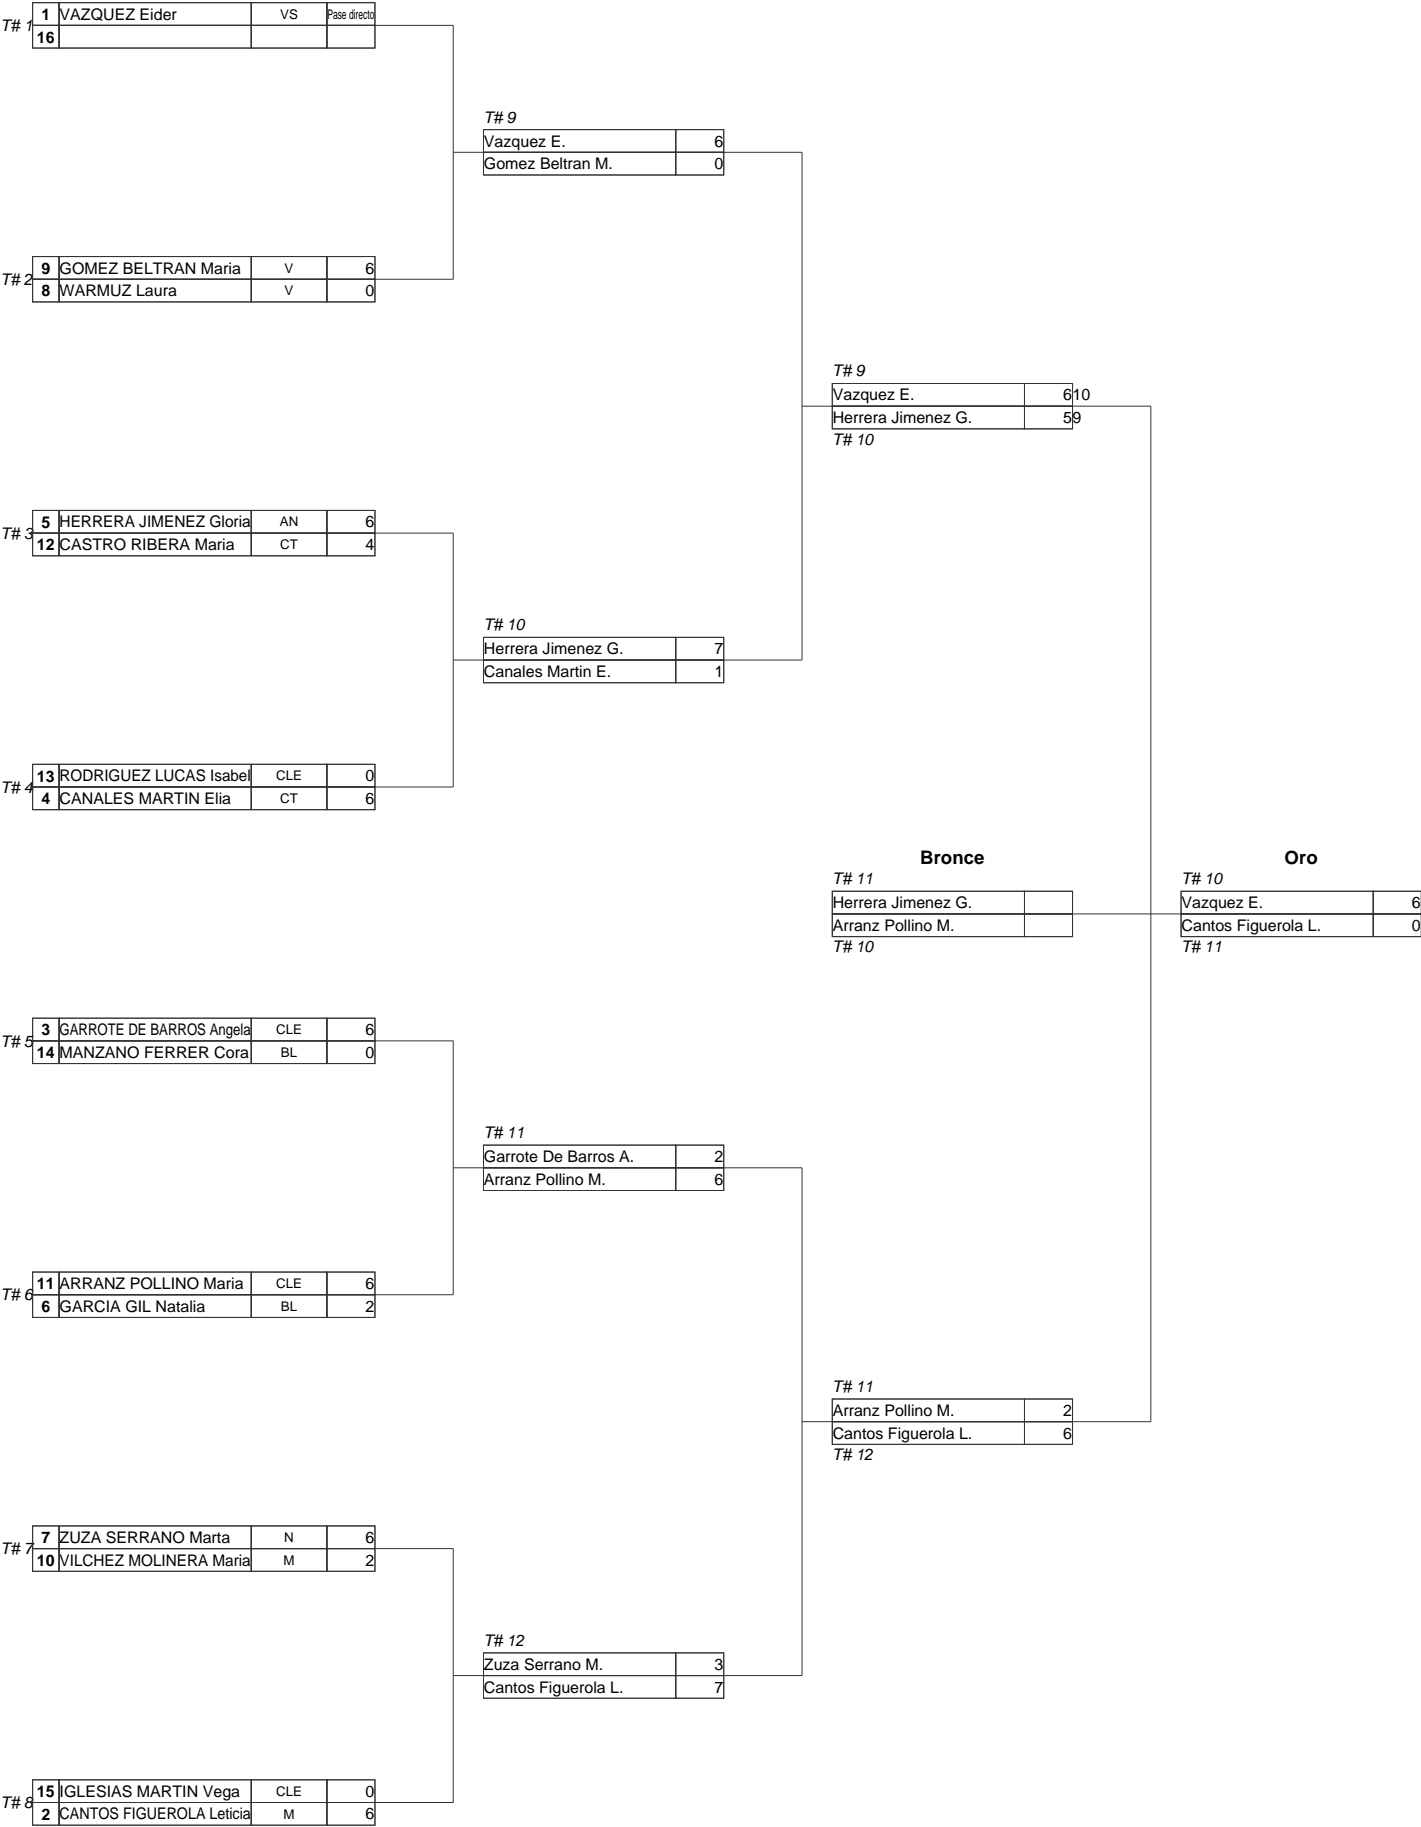 T# 1
1 VAZQUEZ Eider VS Pase directo
16
T# 9
Vazquez E. 6
Gomez Beltran M. 0
T# 2
9 GOMEZ BELTRAN Maria V 6
8 WARMUZ Laura V 0
T# 9
Vazquez E. 610
Herrera Jimenez G. 59
T# 10
T# 3
5 HERRERA JIMENEZ Gloria AN 6
12 CASTRO RIBERA Maria CT 4
T# 10
Herrera Jimenez G. 7
Canales Martin E. 1
T# 4
13 RODRIGUEZ LUCAS Isabel CLE 0
4 CANALES MARTIN Elia CT 6
Bronce
T# 11
Herrera Jimenez G.
Arranz Pollino M.
T# 10
Oro
T# 10
Vazquez E. 6
Cantos Figuerola L. 0
T# 11
T# 5
3 GARROTE DE BARROS Angela CLE 6
14 MANZANO FERRER Cora BL 0
T# 11
Garrote De Barros A. 2
Arranz Pollino M. 6
T# 6
11 ARRANZ POLLINO Maria CLE 6
6 GARCIA GIL Natalia BL 2
T# 11
Arranz Pollino M. 2
Cantos Figuerola L. 6
T# 12
T# 7
7 ZUZA SERRANO Marta N 6
10 VILCHEZ MOLINERA Maria M 2
T# 12
Zuza Serrano M. 3
Cantos Figuerola L. 7
T# 8
15 IGLESIAS MARTIN Vega CLE 0
2 CANTOS FIGUEROLA Leticia M 6